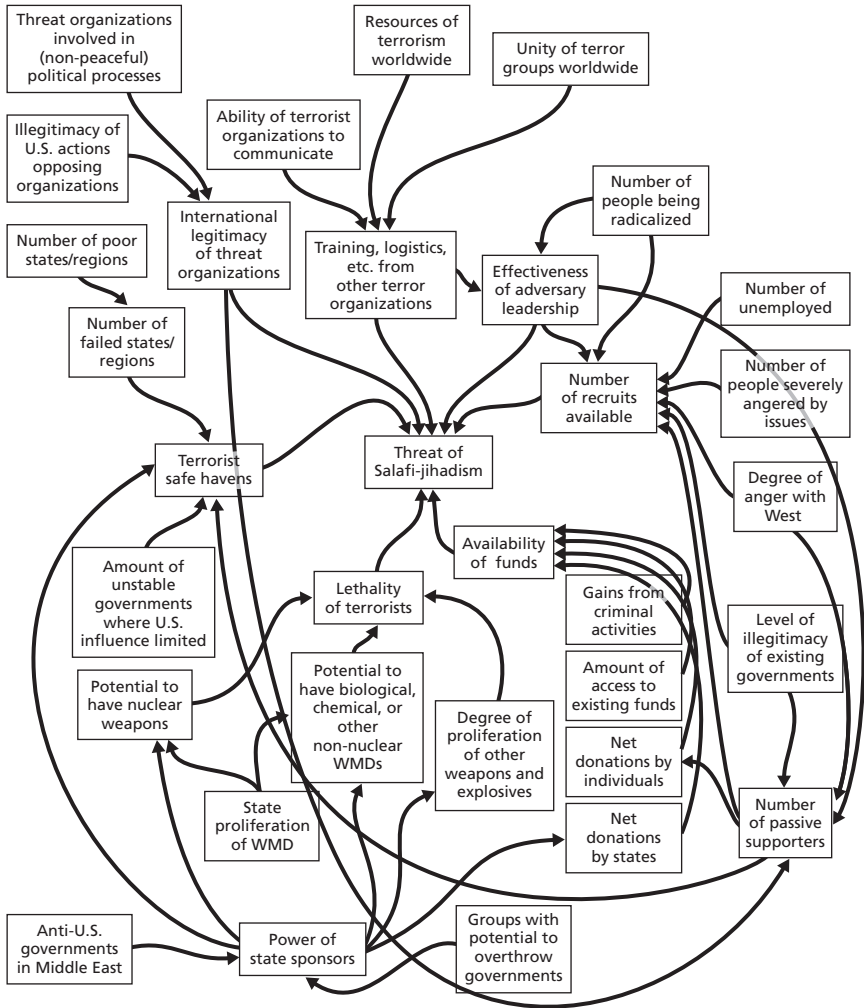 Threat organizations
involved in
(non-peaceful)
political processes
Resources of
terrorism
worldwide
Unity of terror
groups worldwide
Ability of terrorist
organizations to
communicate
Illegitimacy of
U.S. actions
opposing
organizations
Number of
people being
radicalized
International
legitimacy
of threat
organizations
Number of poor
states/regions
Training, logistics,
etc. from
other terror
organizations
Effectiveness
of adversary
leadership
Number of
unemployed
Number of
failed states/
regions
Number
of recruits
available
Number of
people severely
angered by
issues
Terrorist
safe havens
Threat of
Salafi-jihadism
Degree of
anger with
West
Availability
of funds
Amount of
unstable
governments
where U.S.
influence limited
Lethality
of terrorists
Gains from
criminal
activities
Level of
illegitimacy
of existing
governments
Potential to
have nuclear
weapons
Potential to
have biological,
chemical, or
other
non-nuclear
WMDs
Amount of
access to
existing funds
Degree of
proliferation
of other
weapons and
explosives
Net
donations by
individuals
State
proliferation
of WMD
Net
donations
by states
Number
of passive
supporters
Anti-U.S.
governments
in Middle East
Power of
state sponsors
Groups with
potential to
overthrow
governments